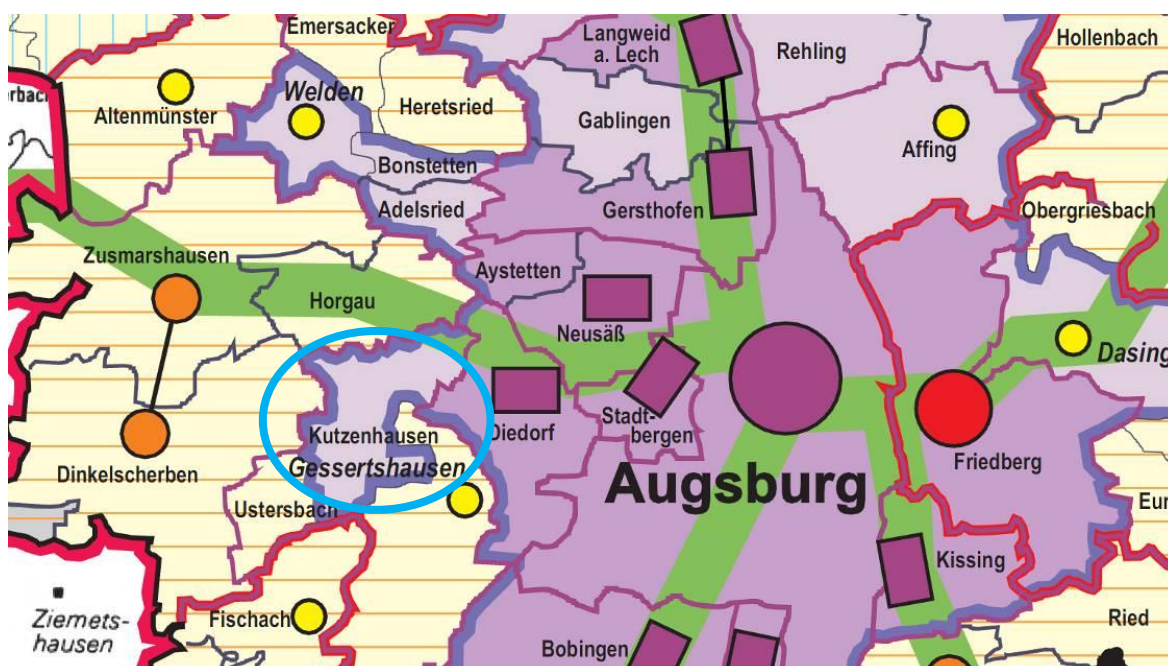 Emersacker
Langweid
a. Lech
Rehling
Hollenbach
erbach
Welden
Altenmünster
Heretsried
Gablingen
Affing
Bonstetten
Adelsried
Gersthofen
Obergriesbach
Zusmarshausen
Aystetten
Horgau
Neusäß
Dasing
Kutzenhausen
Diedorf
Stadt-
bergen
Gessertshausen
Dinkelscherben
Friedberg
Augsburg
Ustersbach
Eur
Kissing
Ziemets-
hausen
Fischach
Bobingen
Ried